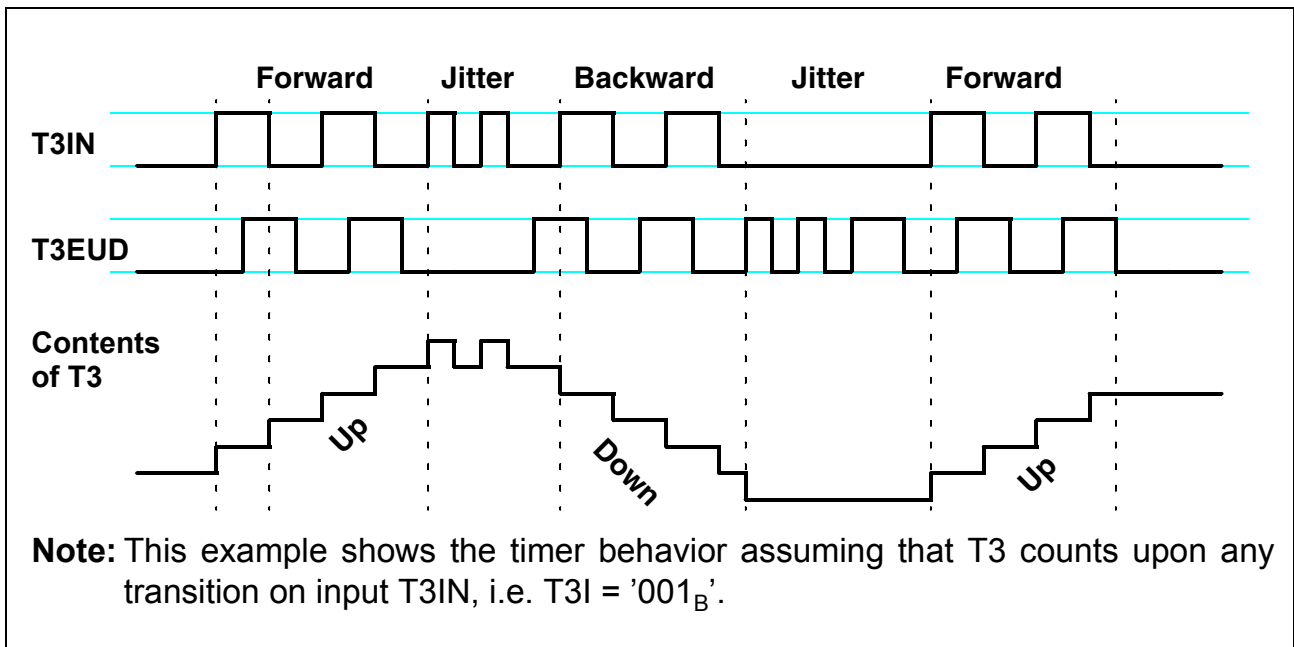 Forward Jitter Backward Jitter Forward
T3IN
T3EUD
Contents
of T3
Up
Down
Up
Note: This example shows the timer behavior assuming that T3 counts upon any
transition on input T3IN, i.e. T3I = ’001B’.